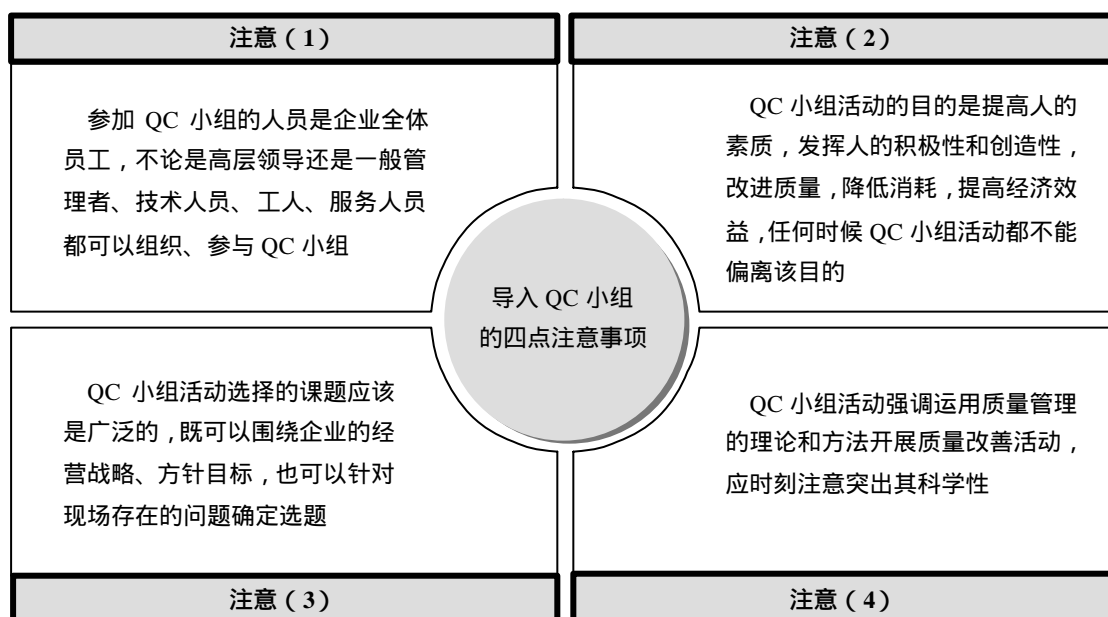 注意（1）
参加 QC 小组的人员是企业全体
员工，不论是高层领导还是一般管
理者、技术人员、工人、服务人员
都可以组织、参与 QC 小组
注意（2）
QC 小组活动的目的是提高人的
素质，发挥人的积极性和创造性，
改进质量，降低消耗，提高经济效
益，任何时候 QC 小组活动都不能
偏离该目的
导入 QC 小组
的四点注意事项
QC 小组活动选择的课题应该
是广泛的，既可以围绕企业的经
营战略、方针目标，也可以针对
现场存在的问题确定选题
注意（3）
QC 小组活动强调运用质量管理
的理论和方法开展质量改善活动，
应时刻注意突出其科学性
注意（4）